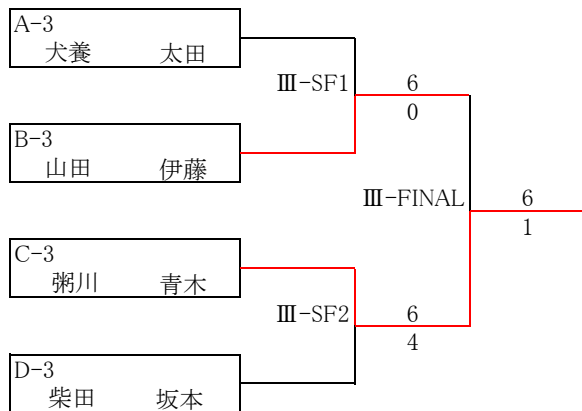 A-3
犬養 太田
Ⅲ-SF1
6
0
B-3
山田 伊藤
Ⅲ-FINAL
6
1
C-3
粥川 青木
Ⅲ-SF2
6
4
D-3
柴田 坂本